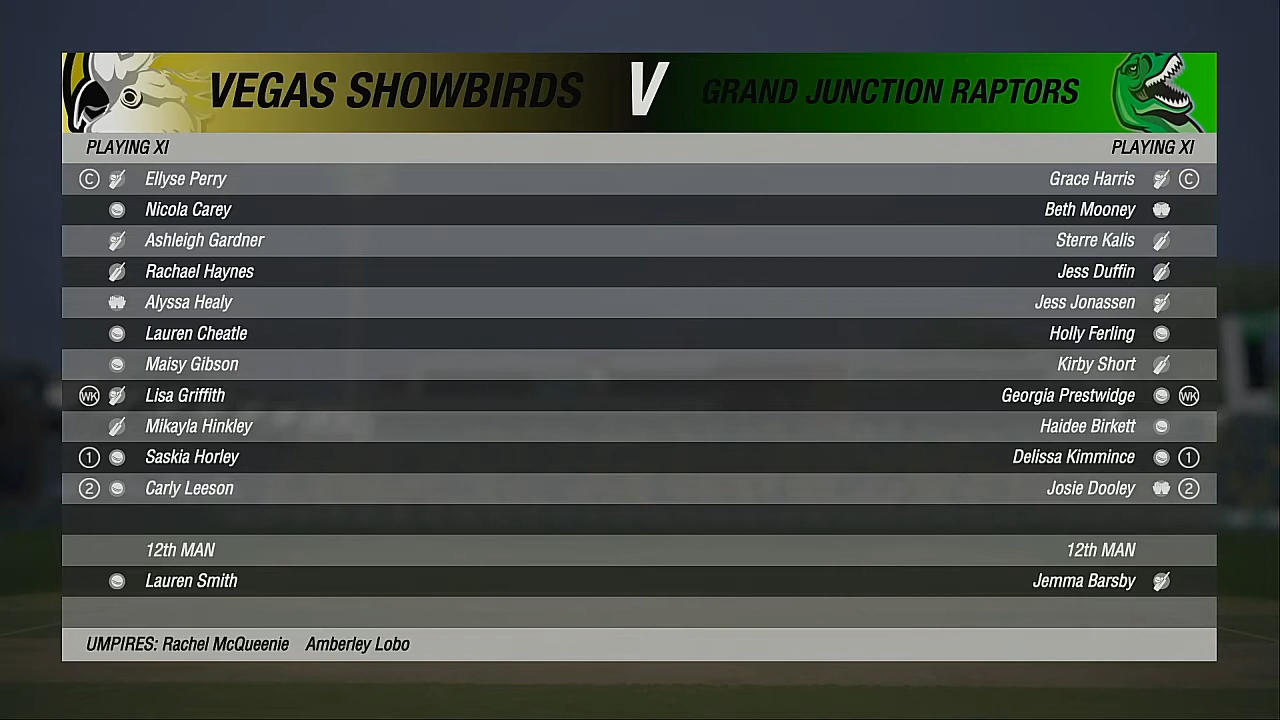 VEGAS SHOWBIRDS V GRAND JUNCTION RAPTORS
PLAYING XI PLAYING XI
C Ellyse Perry Grace Harris C
Nicola Carey Beth Mooney
Ashleigh Gardner Sterre Kalis
Rachael Haynes Jess Duffin
Alyssa Healy Jess Jonassen
Lauren Cheatle Holly Ferling
Maisy Gibson Kirby Short
WK Lisa Griffith Georgia Prestwidge WK
Mikayla Hinkley Haidee Birkett
1 Saskia Horley Delissa Kimmince 1
2 Carly Leeson Josie Dooley 2
12th MAN 12th MAN
Lauren Smith Jemma Barsby
UMPIRES: Rachel McQueenie Amberley Lobo